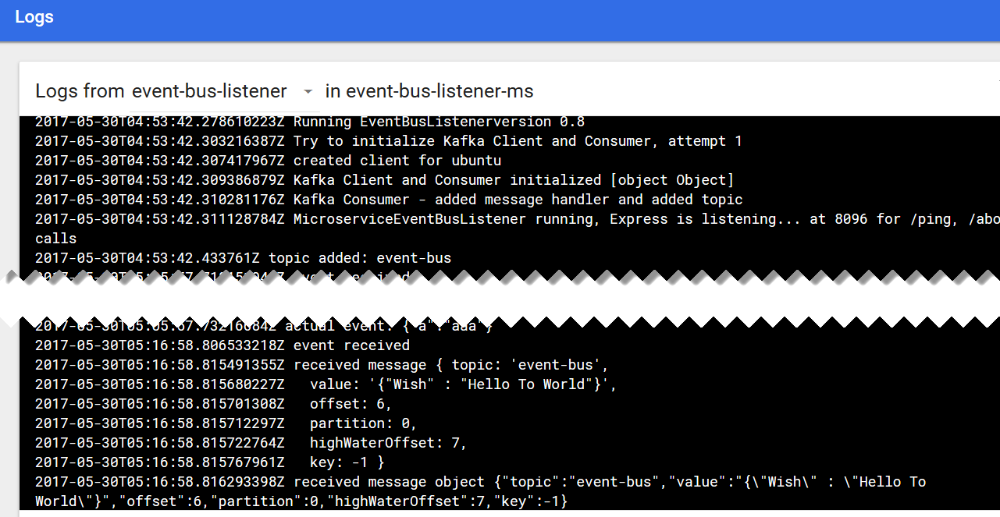 Logs
Logs from event-bus-listener in event-bus-listener-ms
2017-05-30T04:53:42.278610223Z Running EventBusListenerversion 0.8
2017-05-30T04:53:42.303216387Z Try to initialize Kafka Client and Consumer, attempt 1
2017-05-30T04:53:42.307417967Z created client for ubuntu
2017-05-30T04:53:42.309386879Z Kafka Client and Consumer initialized [object Object]
2017-05-30T04:53:42.310281176Z Kafka Consumer - added message handler and added topic
2017-05-30T04:53:42.311128784Z MicroserviceEventBusListener running, Express is listening... at 8096 for /ping, /abo
calls
2017-05-30T04:53:42.433761Z topic added: event-bus
event received
actual event: {"a":"aaa"}
2017-05-30T05:16:58.806533218Z event received
2017-05-30T05:16:58.815491355Z received message { topic: 'event-bus',
2017-05-30T05:16:58.815680227Z value: '{"Wish" : "Hello To World"}',
2017-05-30T05:16:58.815701308Z offset: 6,
2017-05-30T05:16:58.815712297Z partition: 0,
2017-05-30T05:16:58.815722764Z highWaterOffset: 7,
2017-05-30T05:16:58.815767961Z key: -1 }
2017-05-30T05:16:58.816293398Z received message object {"topic":"event-bus","value":"{\"Wish\" : \"Hello To
World\"}","offset":6,"partition":0,"highWaterOffset":7,"key":-1}